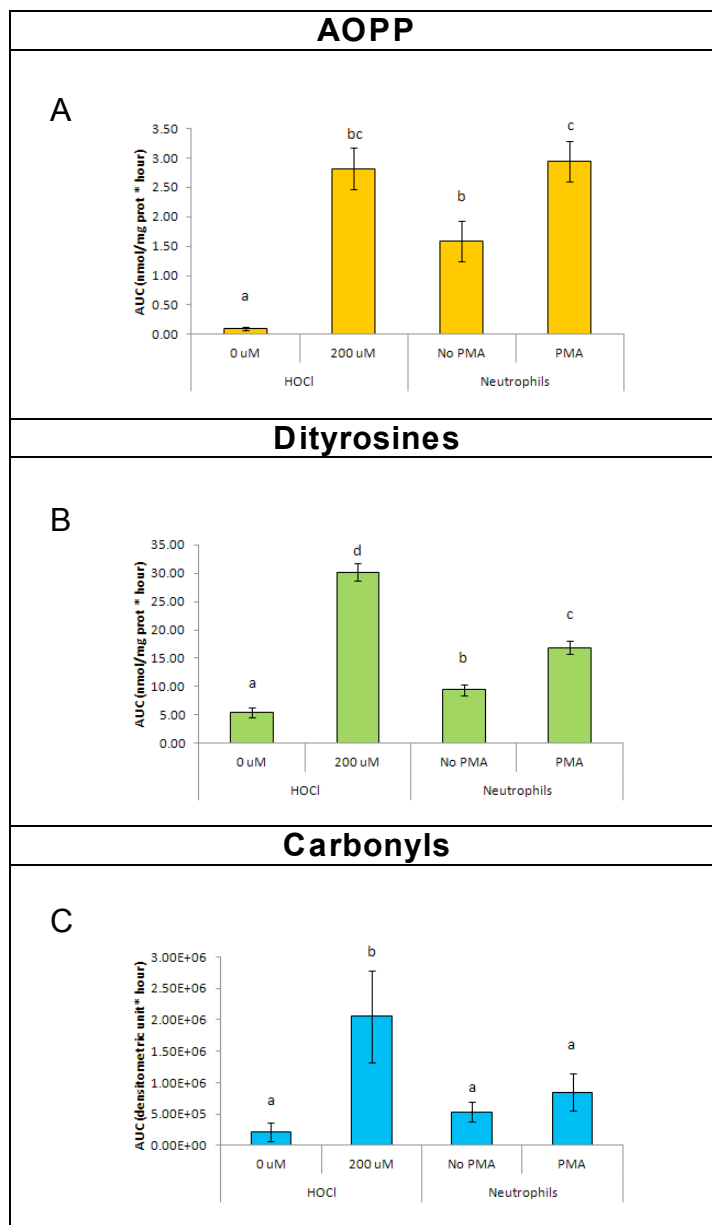 AOPP
A
AUC (nmol/mg prot * hour)
3.50
3.00
2.50
2.00
1.50
1.00
0.50
0.00
a
bc
b
c
0 uM 200 uM No PMA PMA
HOCl Neutrophils
Dityrosines
B
AUC (nmol/mg prot * hour)
35.00
30.00
25.00
20.00
15.00
10.00
5.00
0.00
a
d
b
c
0 uM 200 uM No PMA PMA
HOCl Neutrophils
Carbonyls
C
AUC (densitometric unit* hour)
3.00E+06
2.50E+06
2.00E+06
1.50E+06
1.00E+06
5.00E+05
0.00E+00
a
b
a
a
0 uM 200 uM No PMA PMA
HOCl Neutrophils